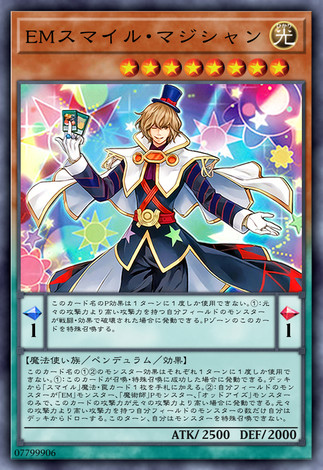 EMスマイル・マジシャン
光
このカード名のP効果は1ターンに1度しか使用できない。①:元
々の攻撃力より高い攻撃力を持つ自分フィールドのモンスター
が戦闘・効果で破壊された場合に発動できる。Pゾーンのこのカー
ドを特殊召喚する。
1
1
【魔法使い族/ペンデュラム/効果】
このカード名の①②のモンスター効果はそれぞれ1ターンに1度しか使用
できない。①:このカードが召喚・特殊召喚に成功した場合に発動できる。デッキ
から「スマイル」魔法・罠カード1枚を手札に加える。②:自分フィールドのモン
スターが「EM」モンスター、「魔術師」Pモンスター、「オッドアイズ」モンスター
のみで、このカードの攻撃力が元々の攻撃力より高い場合に発動できる。元々
の攻撃力より高い攻撃力を持つ自分フィールドのモンスターの数だけ自分は
デッキからドローする。このターン、自分はモンスターを特殊召喚できない。
ATK/2500 DEF/2000
07799906